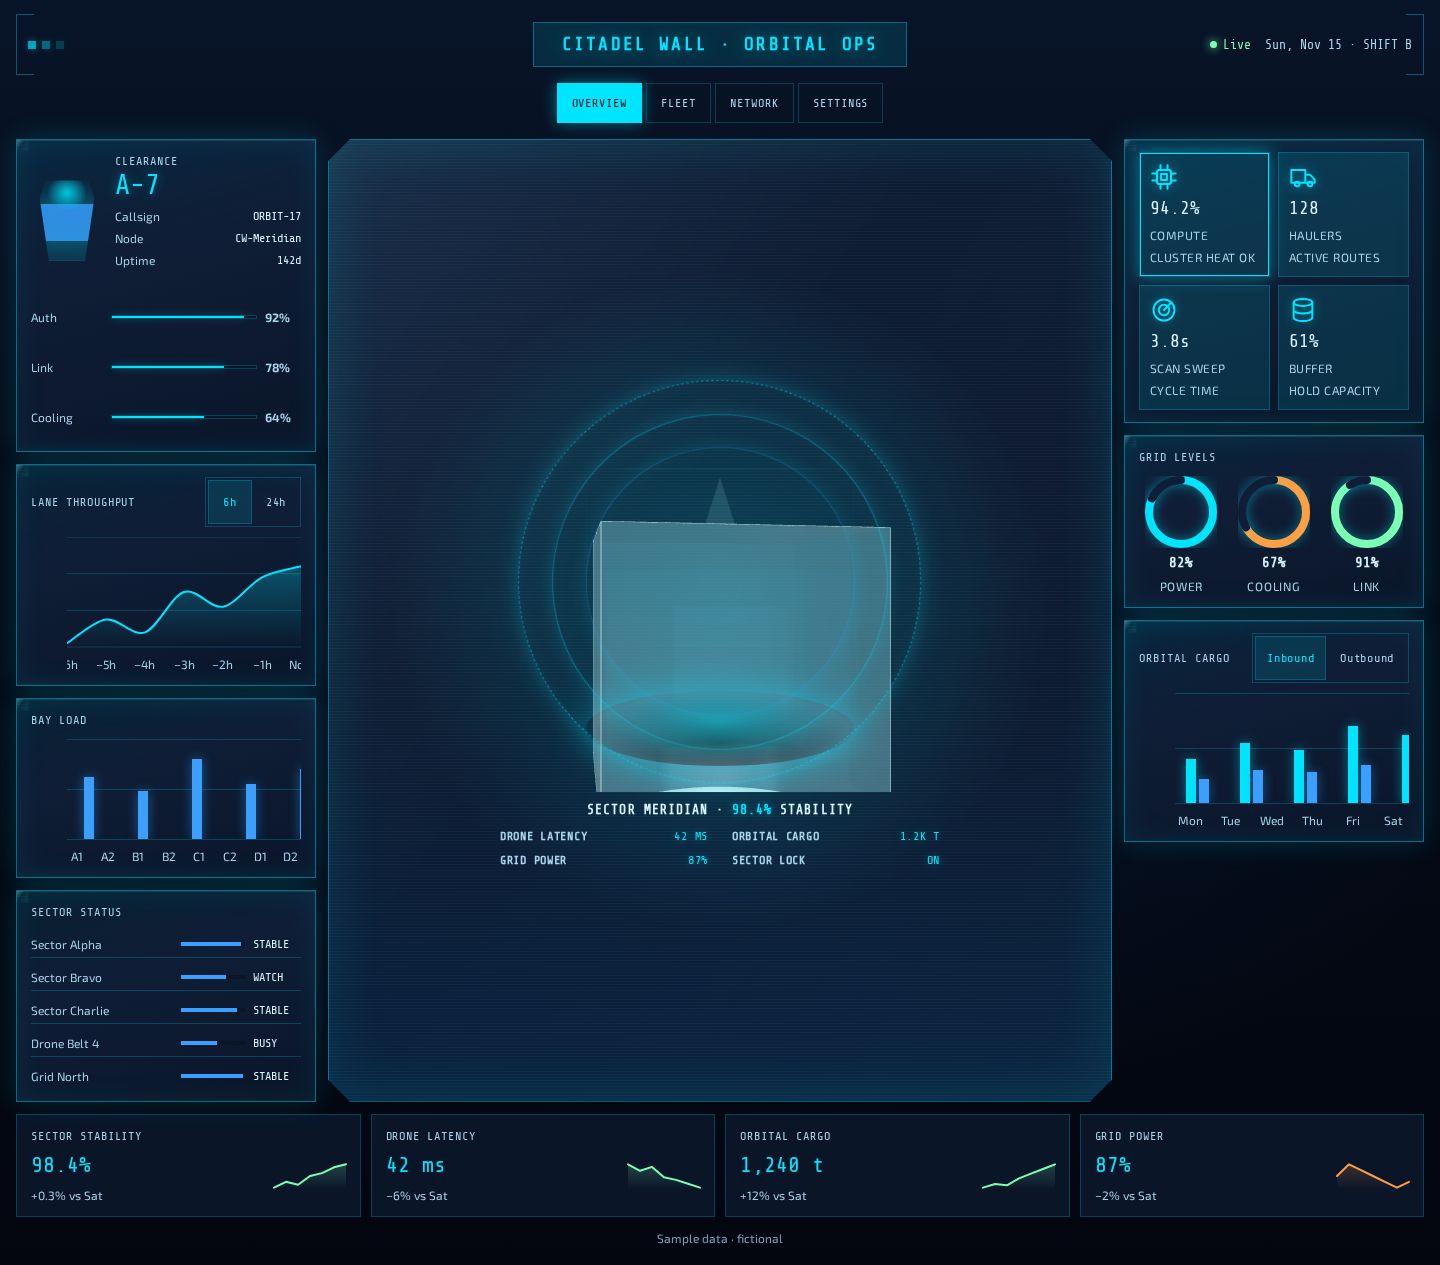 CITADEL WALL · ORBITAL OPS
Live Sun, Nov 15 · SHIFT B
OVERVIEW FLEET NETWORK SETTINGS
CLEARANCE
A-7
Callsign ORBIT-17
Node CW-Meridian
Uptime 142d
Auth 92%
Link 78%
Cooling 64%
LANE THROUGHPUT 6h 24h
−5h −4h −3h −2h −1h
BAY LOAD
A1 A2 B1 B2 C1 C2 D1 D2
SECTOR STATUS
Sector Alpha STABLE
Sector Bravo WATCH
Sector Charlie STABLE
Drone Belt 4 BUSY
Grid North STABLE
SECTOR MERIDIAN · 98.4% STABILITY
DRONE LATENCY 42 MS ORBITAL CARGO 1.2K T
GRID POWER 87% SECTOR LOCK ON
94.2%
COMPUTE
CLUSTER HEAT OK
128
HAULERS
ACTIVE ROUTES
3.8s
SCAN SWEEP
CYCLE TIME
61%
BUFFER
HOLD CAPACITY
GRID LEVELS
82% 67% 91%
POWER COOLING LINK
ORBITAL CARGO Inbound Outbound
Mon Tue Wed Thu Fri Sat
SECTOR STABILITY
98.4%
+0.3% vs Sat
DRONE LATENCY
42 ms
−6% vs Sat
ORBITAL CARGO
1,240 t
+12% vs Sat
GRID POWER
87%
−2% vs Sat
Sample data · fictional